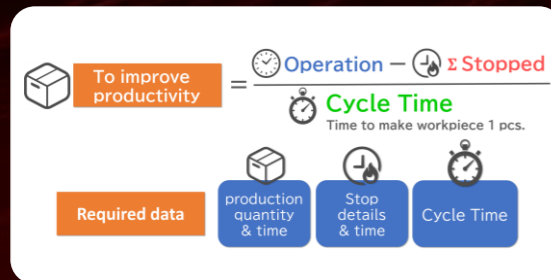 To improve
productivity
= Operation − Σ Stopped
Cycle Time
Time to make workpiece 1 pcs.
Required data
production
quantity
& time
Stop
details
& time
Cycle Time